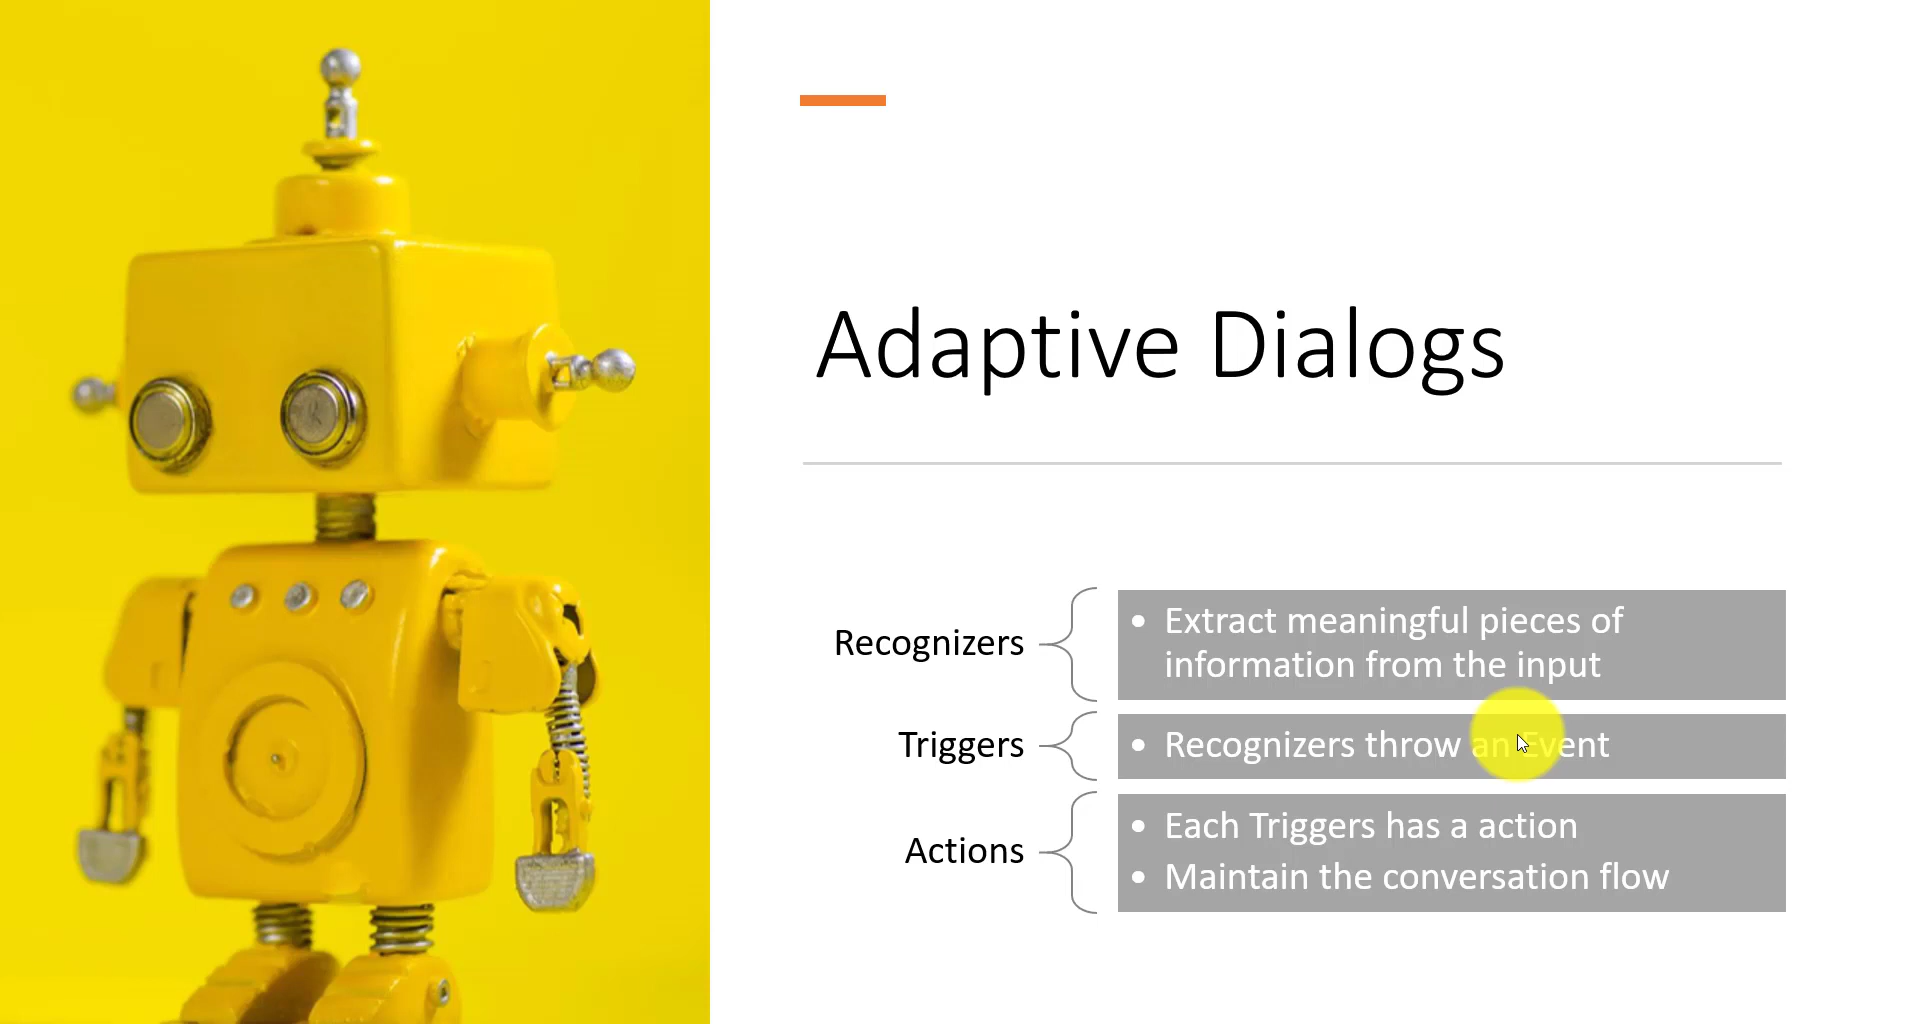 Adaptive Dialogs
Recognizers
• Extract meaningful pieces of
information from the input
Triggers
• Recognizers throw an Event
Actions
• Each Triggers has a action
• Maintain the conversation flow